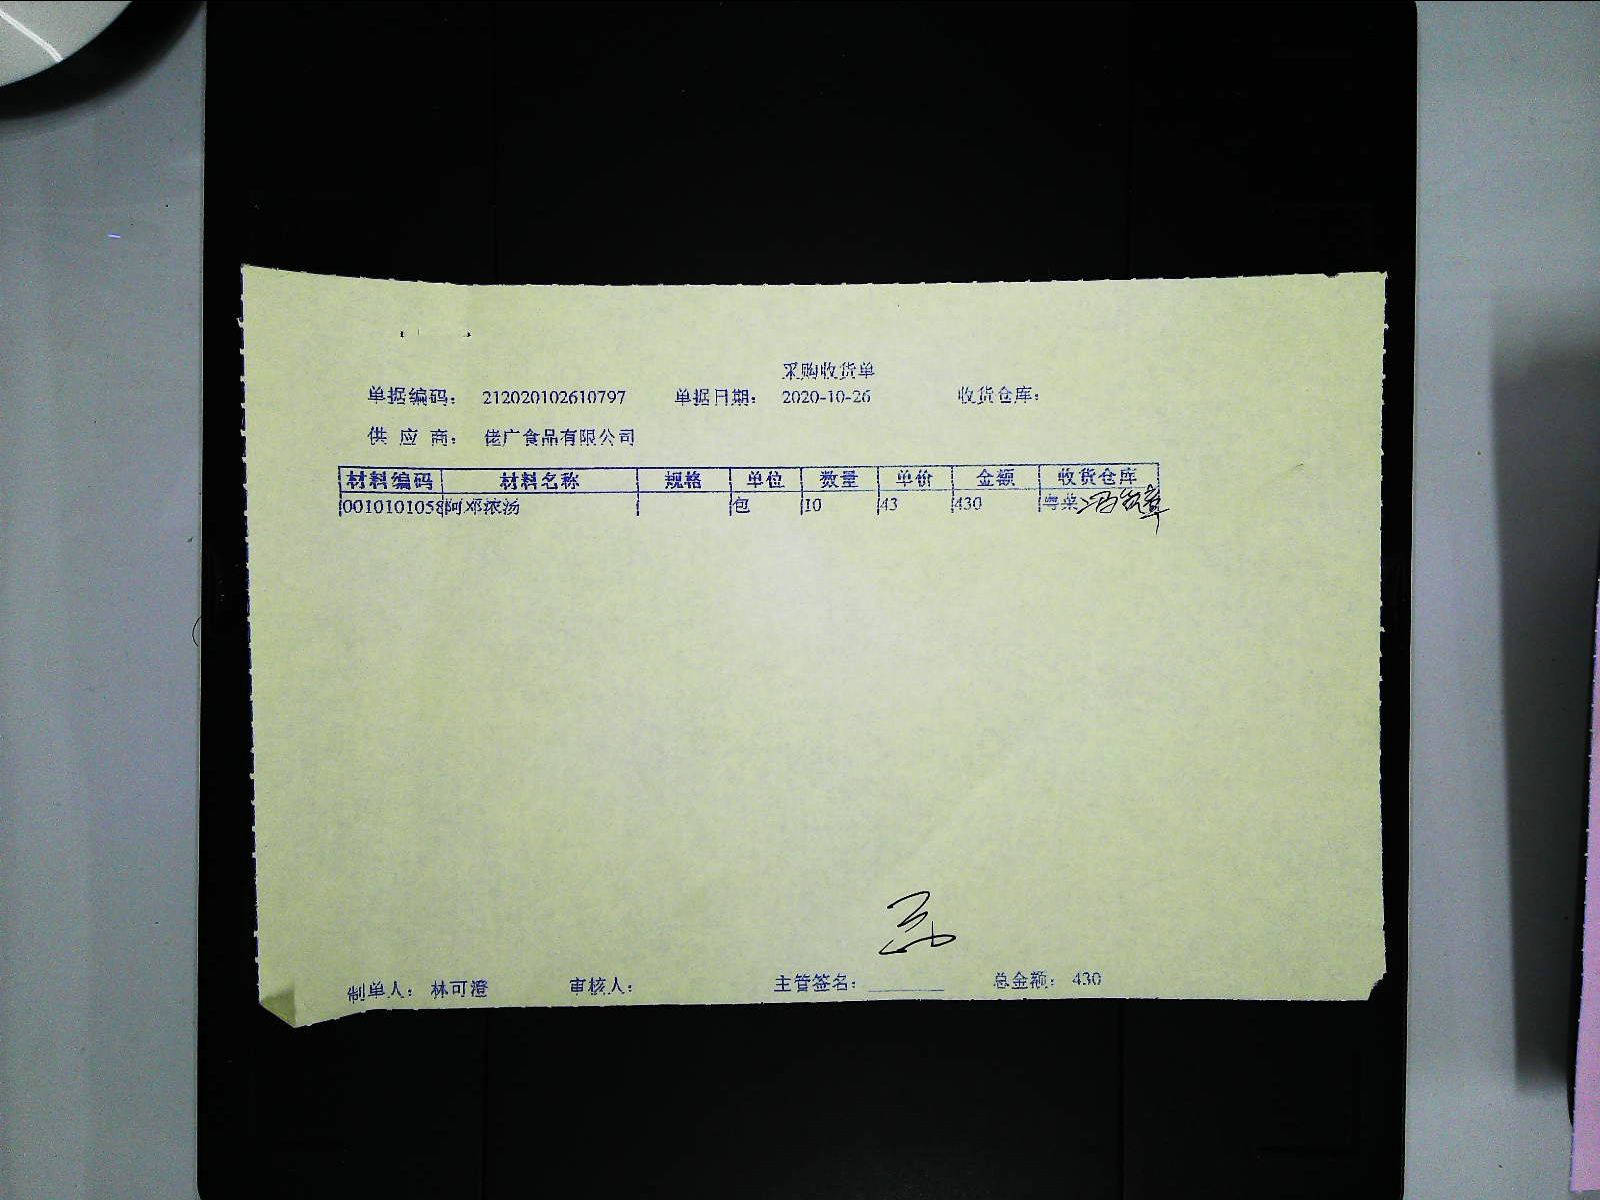 采购收货单
单据编码： 212020102610797 单据日期： 2020-10-26 收货仓库：
供 应 商： 佬广食品有限公司
材料编码 材料名称 规格 单位 数量 单价 金额 收货仓库
0010101058 阿邓浓汤 包 10 43 430 粤菜
制单人： 林可澄 审核人： 主管签名： 总金额： 430